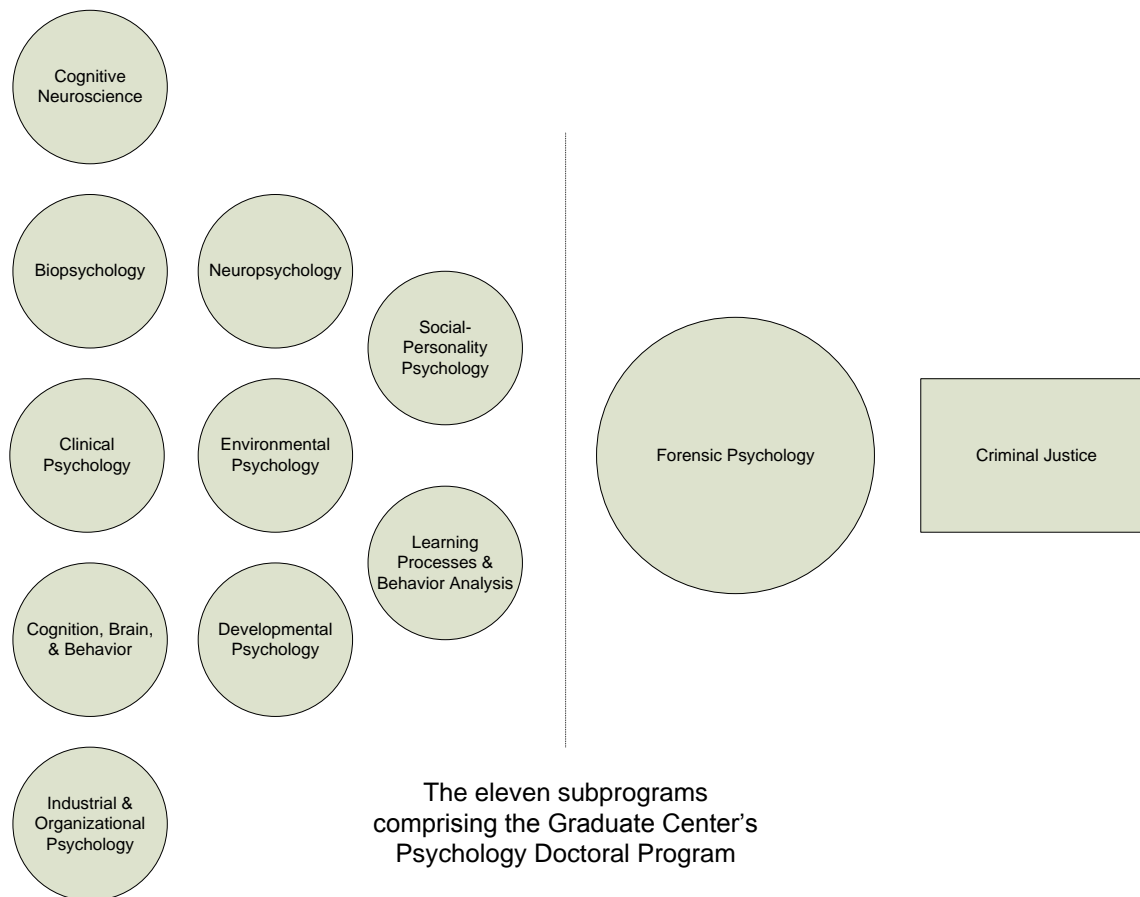 Cognitive
Neuroscience
Biopsychology
Neuropsychology
Social-
Personality
Psychology
Clinical
Psychology
Environmental
Psychology
Forensic Psychology
Criminal Justice
Learning
Processes &
Behavior Analysis
Cognition, Brain,
& Behavior
Developmental
Psychology
Industrial &
Organizational
Psychology
The eleven subprograms
comprising the Graduate Center's
Psychology Doctoral Program